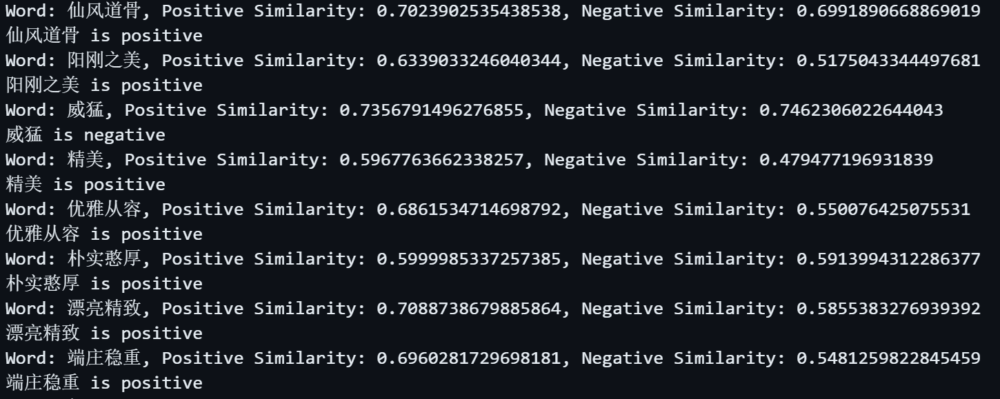 Word: 仙风道骨, Positive Similarity: 0.7023902535438538, Negative Similarity: 0.6991890668869019
仙风道骨 is positive
Word: 阳刚之美, Positive Similarity: 0.6339033246040344, Negative Similarity: 0.5175043344497681
阳刚之美 is positive
Word: 威猛, Positive Similarity: 0.7356791496276855, Negative Similarity: 0.7462306022644043
威猛 is negative
Word: 精美, Positive Similarity: 0.5967763662338257, Negative Similarity: 0.479477196931839
精美 is positive
Word: 优雅从容, Positive Similarity: 0.6861534714698792, Negative Similarity: 0.550076425075531
优雅从容 is positive
Word: 朴实憨厚, Positive Similarity: 0.5999985337257385, Negative Similarity: 0.5913994312286377
朴实憨厚 is positive
Word: 漂亮精致, Positive Similarity: 0.7088738679885864, Negative Similarity: 0.5855383276939392
漂亮精致 is positive
Word: 端庄稳重, Positive Similarity: 0.6960281729698181, Negative Similarity: 0.5481259822845459
端庄稳重 is positive